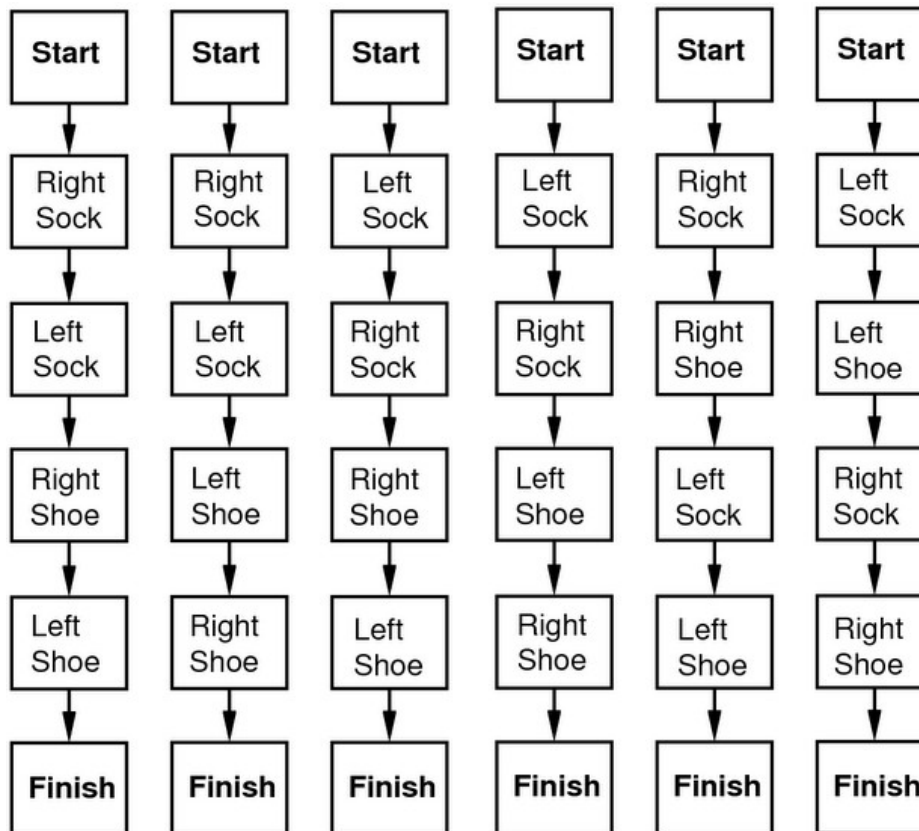 Start Start Start Start Start Start
Right Right Left Left Right Left
Sock Sock Sock Sock Sock Sock
Left Left Right Right Right Left
Sock Sock Sock Sock Shoe Shoe
Right Left Right Left Left Right
Shoe Shoe Shoe Shoe Sock Sock
Left Right Left Right Left Right
Shoe Shoe Shoe Shoe Shoe Shoe
Finish Finish Finish Finish Finish Finish